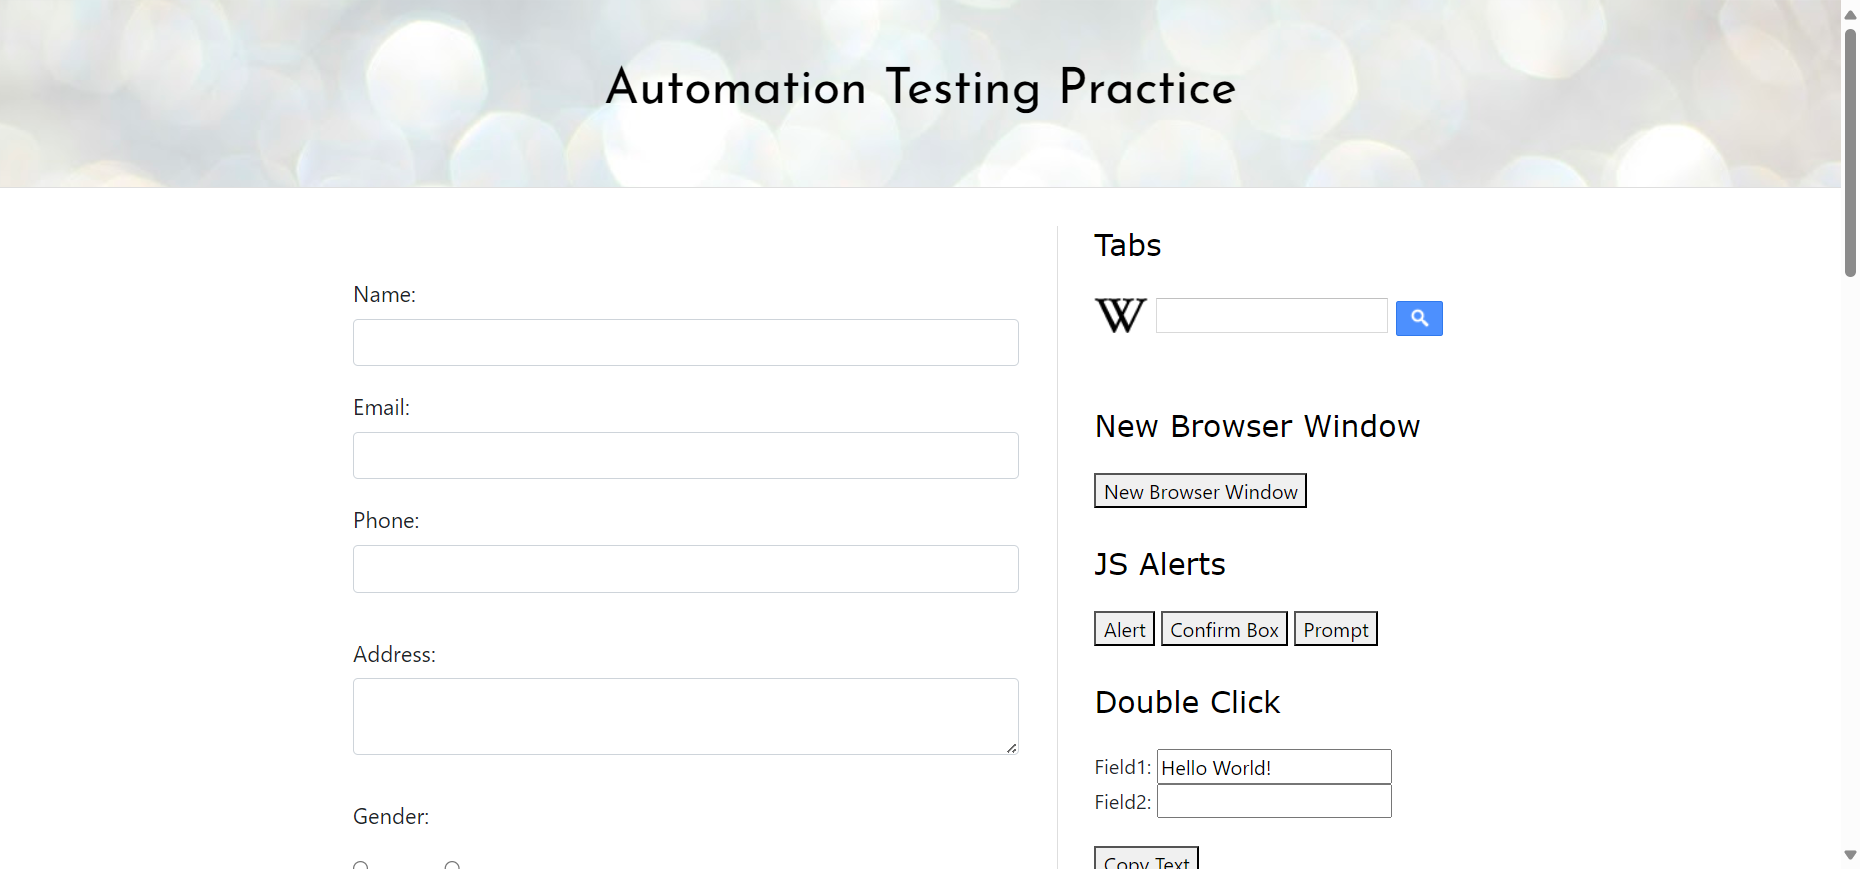 Automation Testing Practice
Name:
Email:
Phone:
Address:
Gender:
Tabs
W
New Browser Window
New Browser Window
JS Alerts
Alert Confirm Box Prompt
Double Click
Field1: Hello World!
Field2:
Copy Text